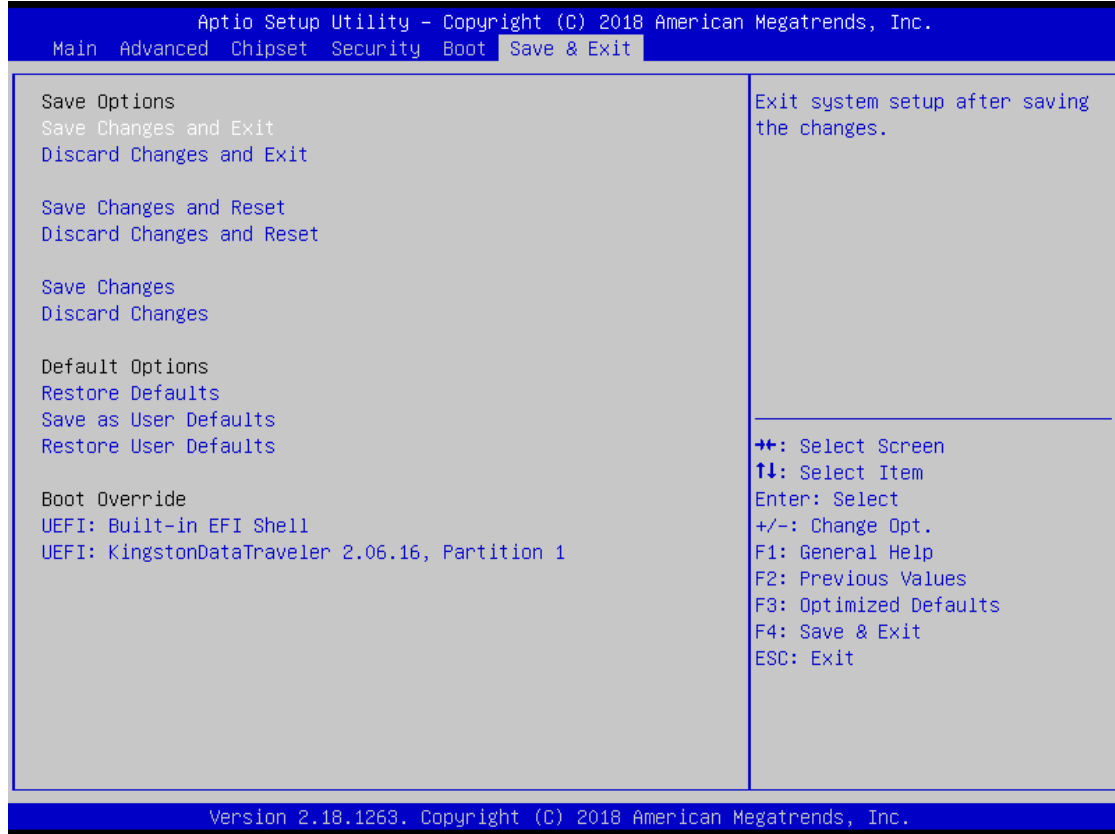 Aptio Setup Utility – Copyright (C) 2018 American Megatrends, Inc.
Main Advanced Chipset Security Boot Save & Exit
Save Options
Save Changes and Exit
Discard Changes and Exit
Save Changes and Reset
Discard Changes and Reset
Save Changes
Discard Changes
Default Options
Restore Defaults
Save as User Defaults
Restore User Defaults
Boot Override
UEFI: Built-in EFI Shell
UEFI: KingstonDataTraveler 2.06.16, Partition 1
Exit system setup after saving
the changes.
→←: Select Screen
↑↓: Select Item
Enter: Select
+/-: Change Opt.
F1: General Help
F2: Previous Values
F3: Optimized Defaults
F4: Save & Exit
ESC: Exit
Version 2.18.1263. Copyright (C) 2018 American Megatrends, Inc.